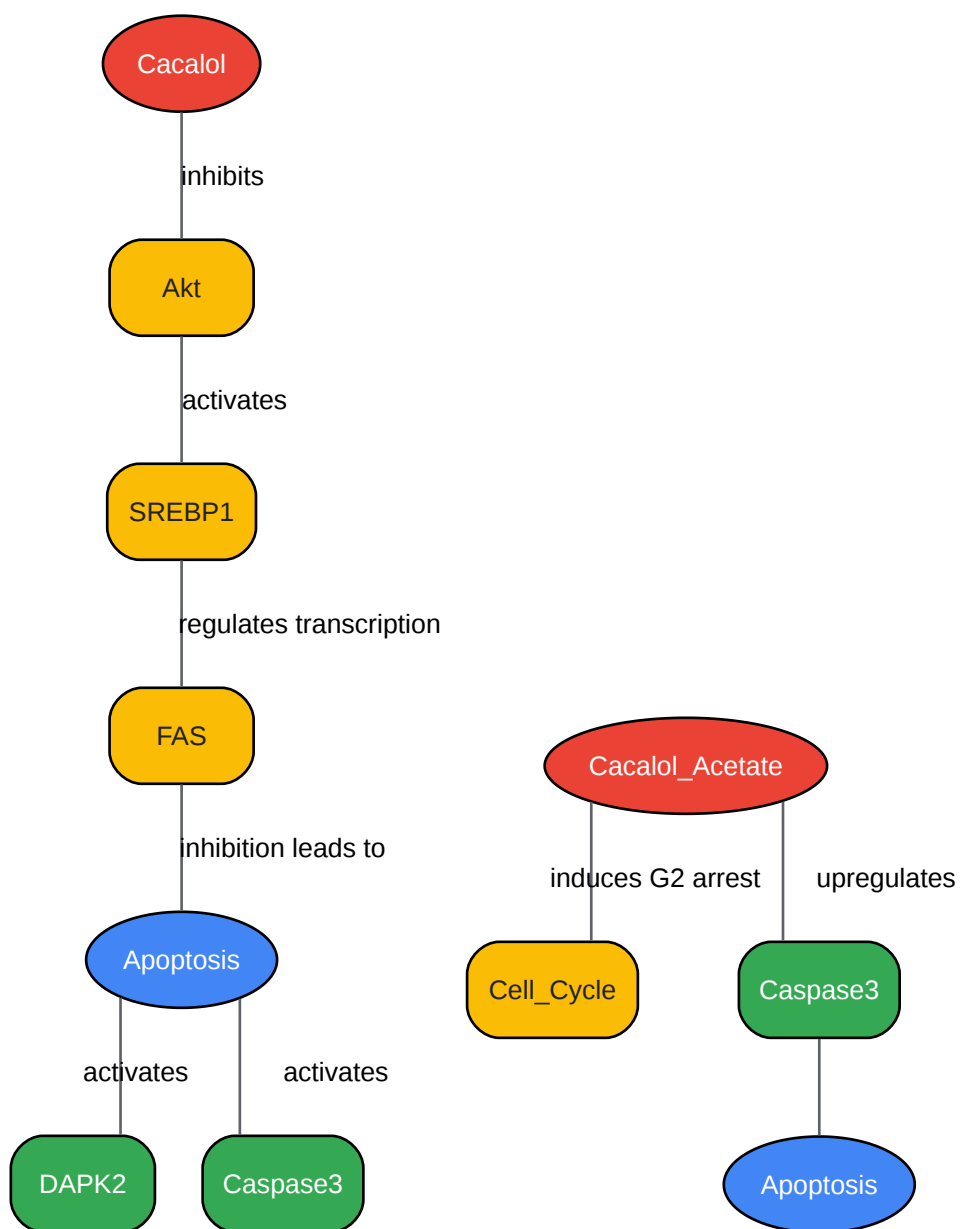 Cacalol
inhibits
Akt
activates
SREBP1
regulates transcription
FAS
inhibition leads to
Apoptosis
activates
activates
DAPK2
Caspase3
Cacalol_Acetate
induces G2 arrest
upregulates
Cell_Cycle
Caspase3
Apoptosis